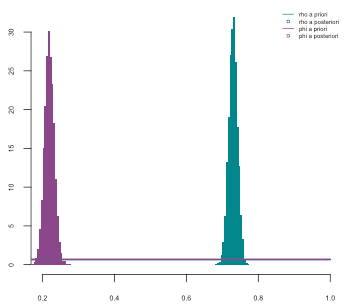 rho a priori
rho a posteriori
phi a priori
phi a posteriori
30
25
20
15
10
5
0
0.2 0.4 0.6 0.8 1.0